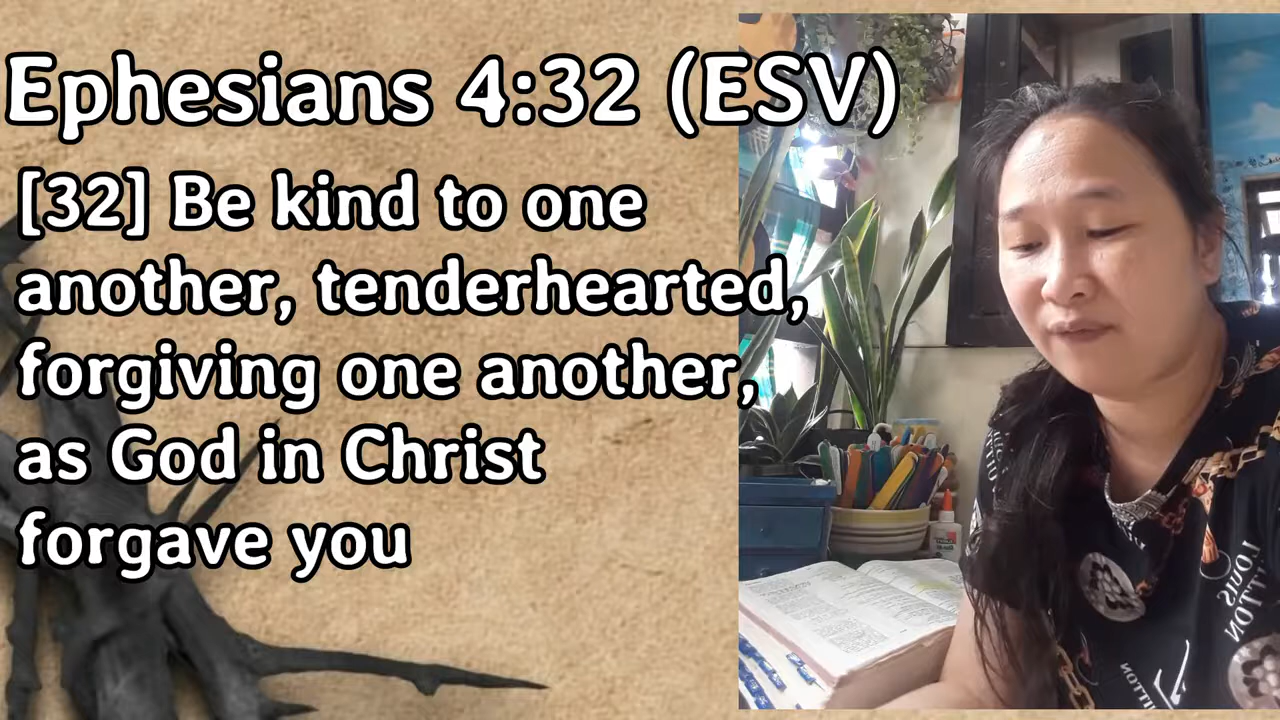 Ephesians 4:32 (ESV)
[32] Be kind to one
another, tenderhearted,
forgiving one another,
as God in Christ
forgave you
LOUIS